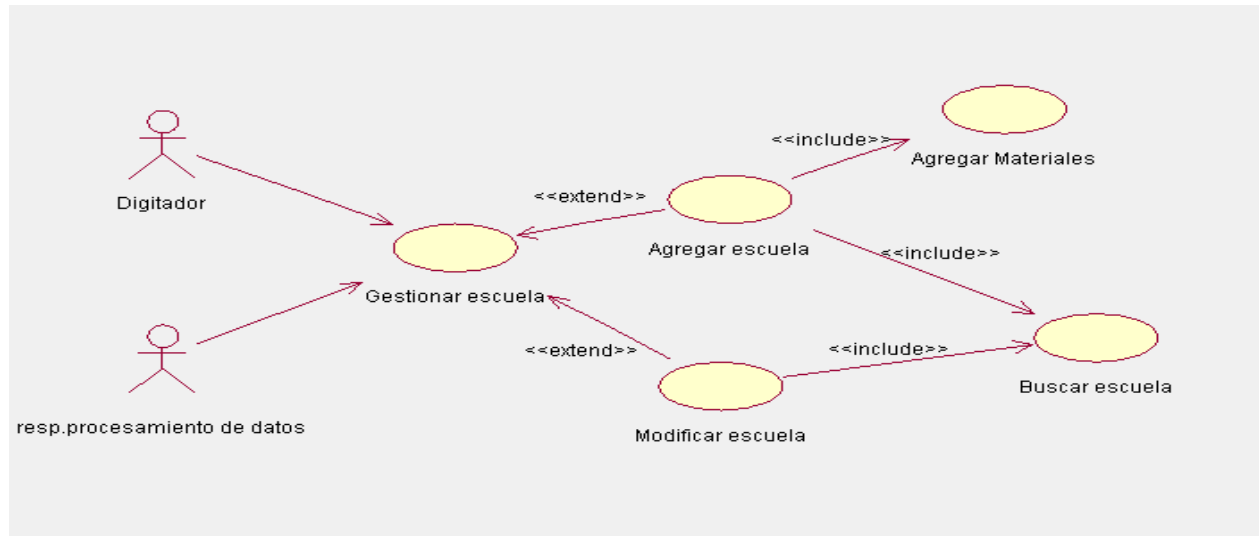 <<include>>
Agregar Materiales
Digitador
<<extend>>
Agregar escuela
<<include>>
Gestionar escuela
<<extend>>
<<include>>
Buscar escuela
resp.procesamiento de datos
Modificar escuela